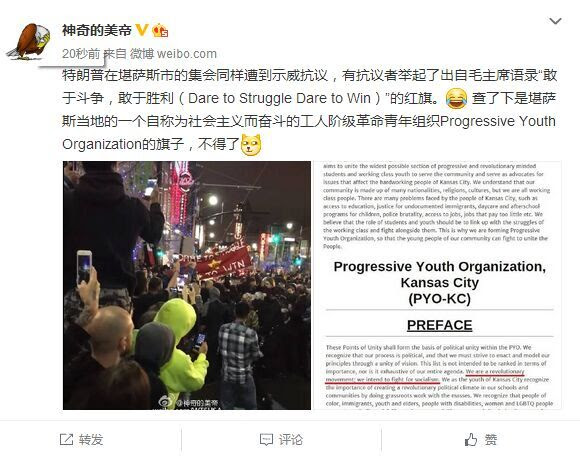 神奇的美帝
20秒前 来自 微博 weibo.com
特朗普在堪萨斯市的集会同样遭到示威抗议，有抗议者举起了出自毛主席语录“敢
于斗争，敢于胜利（Dare to Struggle Dare to Win）”的红旗。 查了下是堪萨
斯当地的一个自称为社会主义而奋斗的工人阶级革命青年组织Progressive Youth
Organization的旗子，不得了
@神奇的美帝
aims to unite the widest possible section of progressive and revolutionary minded
students and working class youth to serve the community and serve as advocates for
issues that affect the hardworking people of Kansas City. We understand that our
community is made up of many nationalities, religions, cultures, but we are all working
class people. There are many problems faced by the people of Kansas City, such as
access to education, justice for undocumented immigrants, daycare and afterschool
programs for children, police brutality, access to jobs, jobs that pay too little etc. We
believe that the role of students and youth should be to link up with the struggles of
the working class and fight alongside them. This is why we are forming Progressive
Youth Organization, so that the young people of our community can fight to unite the
People.
Progressive Youth Organization,
Kansas City
(PYO-KC)
PREFACE
These Points of Unity shall form the basis of political unity within the PYO. We
recognize that our process is political, and that we must strive to enact and model our
principles through a unity of vision. This list is not intended to be ranked in terms of
importance, nor is it exhaustive of our entire agenda. We are a revolutionary
movement; we intend to fight for socialism. We as the youth of Kansas City recognize
the importance of creating a revolutionary political climate in our schools and
communities by doing grassroots work with the masses. We recognize that people of
color, immigrants, youth and elders, people with disabilities, women and LGBTQ people
转发
评论
赞